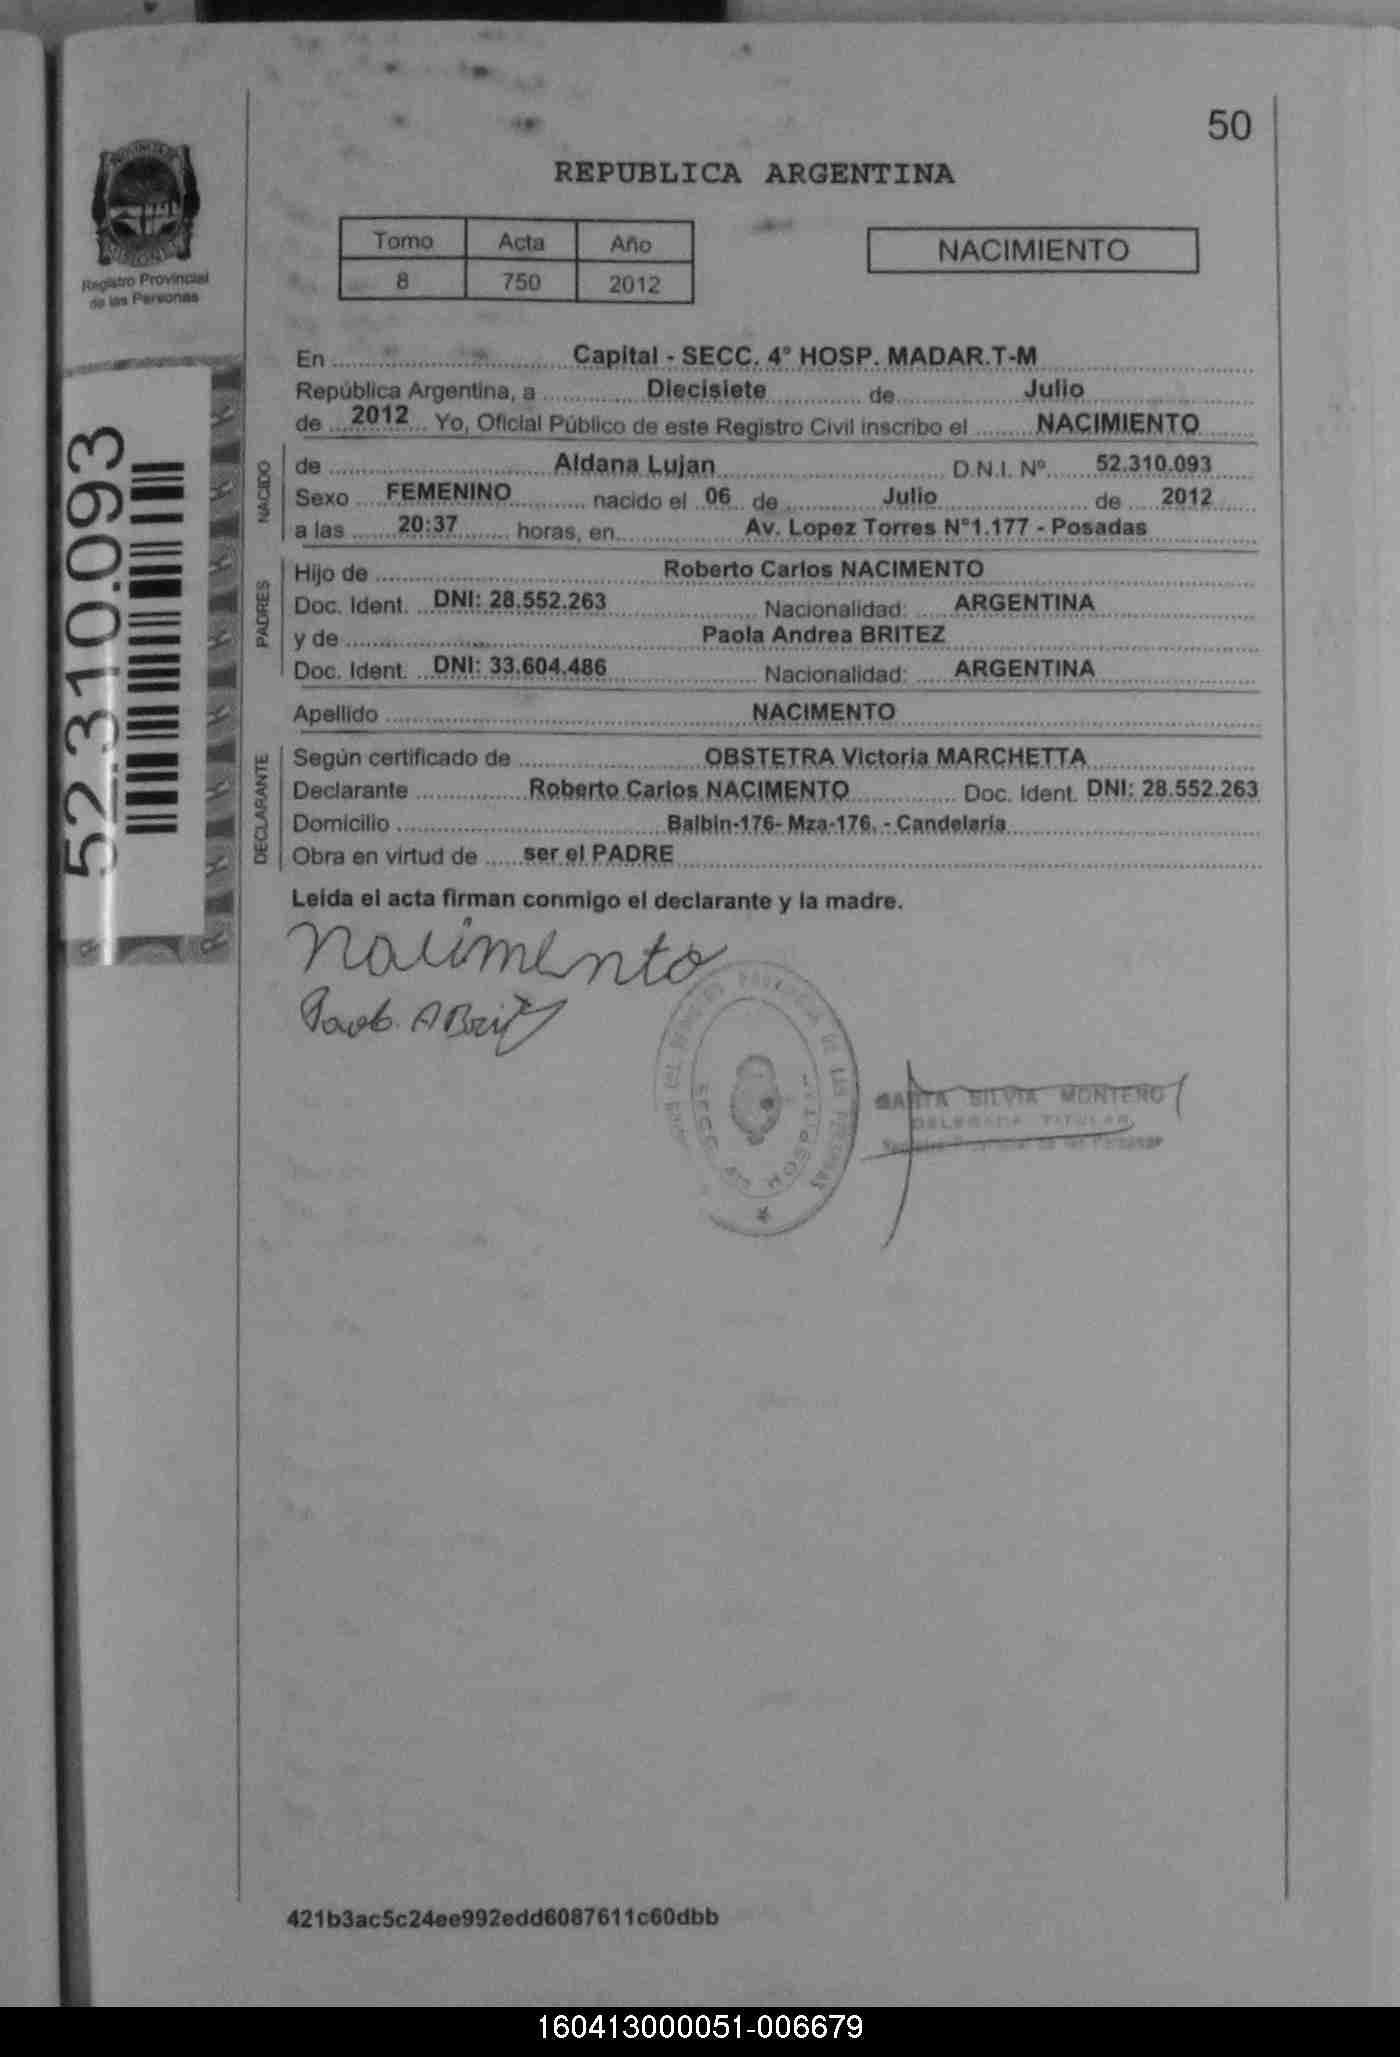 50
REPUBLICA ARGENTINA
Tomo Acta Año
8 750 2012
NACIMIENTO
MISIONES
Registro Provincial
de las Personas
52.310.093
En Capital - SECC. 4° HOSP. MADAR.T-M
República Argentina, a Diecisiete de Julio
de 2012 Yo, Oficial Público de este Registro Civil inscribo el NACIMIENTO
NACIDO
de Aldana Lujan D.N.I. Nº 52.310.093
Sexo FEMENINO nacido el 06 de Julio de 2012
a las 20:37 horas, en Av. Lopez Torres N°1.177 - Posadas
PADRES
Hijo de Roberto Carlos NACIMENTO
Doc. Ident. DNI: 28.552.263 Nacionalidad: ARGENTINA
y de Paola Andrea BRITEZ
Doc. Ident. DNI: 33.604.486 Nacionalidad: ARGENTINA
Apellido NACIMENTO
DECLARANTE
Según certificado de OBSTETRA Victoria MARCHETTA
Declarante Roberto Carlos NACIMENTO Doc. Ident. DNI: 28.552.263
Domicilio Balbin-176- Mza-176. - Candelaria
Obra en virtud de ser el PADRE
Leida el acta firman conmigo el declarante y la madre.
Nacimento
SILVIA MONTERO
DELEGADA TITULAR
421b3ac5c24ee992edd6087611c60dbb
160413000051-006679